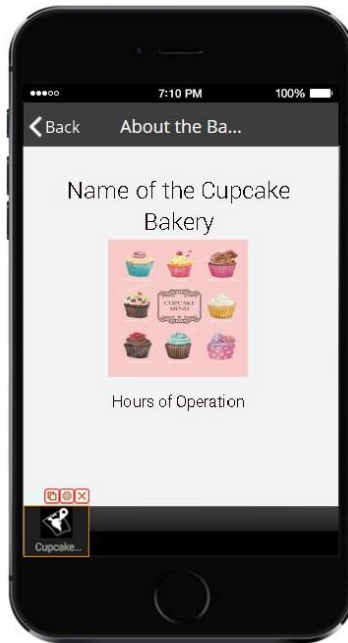 7:10 PM 100%
Back About the Ba...
Name of the Cupcake
Bakery
CUPCAKE
MENU
Hours of Operation
Cupcake...